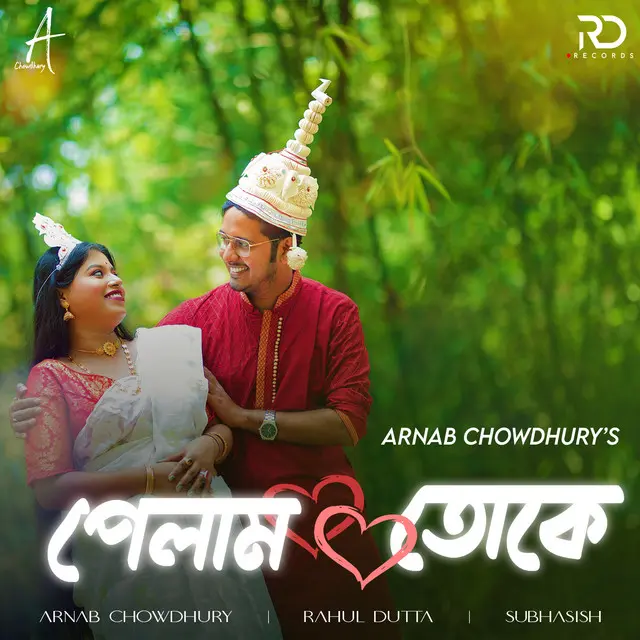 A
Chowdhury
RD
RECORDS
ARNAB CHOWDHURY'S
পেলাম তোকে
ARNAB CHOWDHURY | RAHUL DUTTA | SUBHASISH